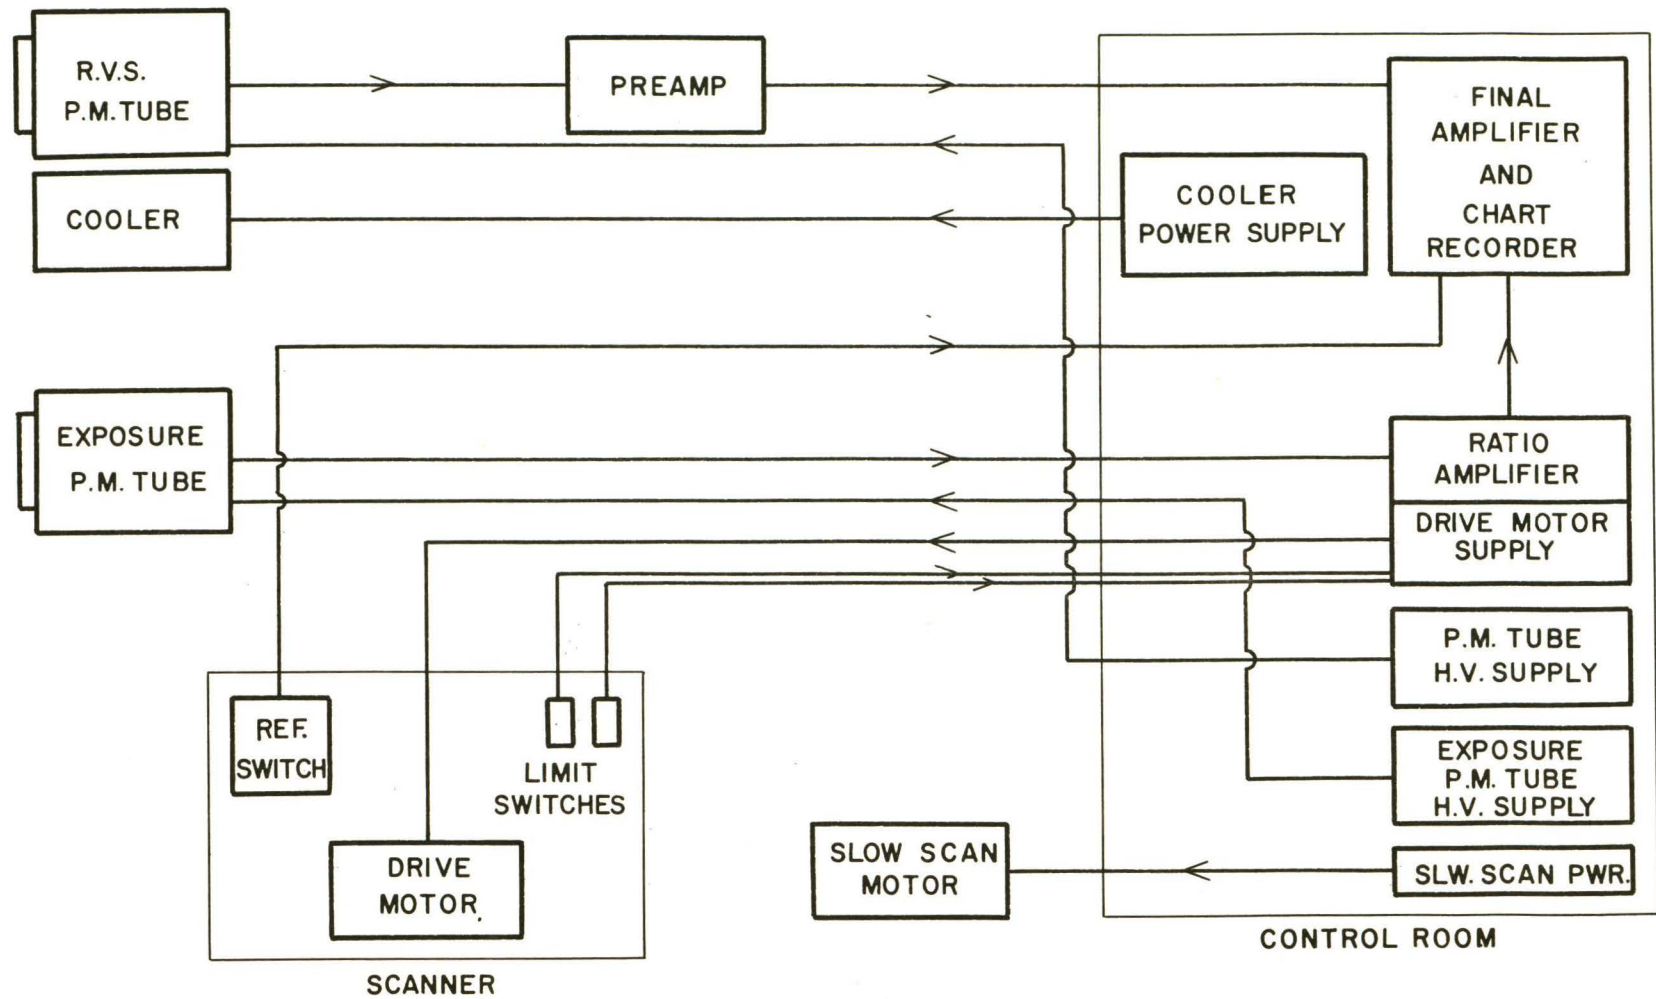 R.V.S.
P.M. TUBE
PREAMP
FINAL
AMPLIFIER
AND
CHART
RECORDER
COOLER
COOLER
POWER SUPPLY
EXPOSURE
P.M. TUBE
RATIO
AMPLIFIER
DRIVE MOTOR
SUPPLY
P.M. TUBE
H.V. SUPPLY
REF.
SWITCH
LIMIT
SWITCHES
EXPOSURE
P.M. TUBE
H.V. SUPPLY
DRIVE
MOTOR
SLOW SCAN
MOTOR
SLW. SCAN PWR.
CONTROL ROOM
SCANNER